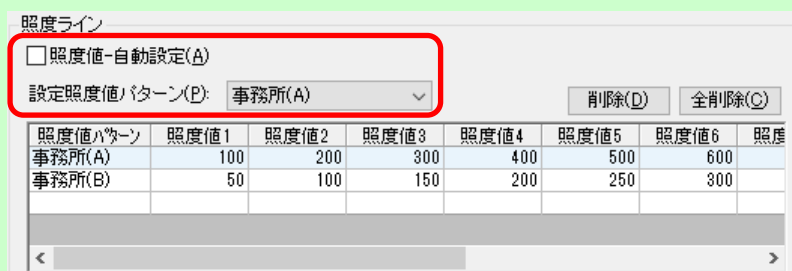 照度ライン
照度値-自動設定(A)
設定照度値パターン(P): 事務所(A)
削除(D) 全削除(C)
照度値パターン 照度値1 照度値2 照度値3 照度値4 照度値5 照度値6 照度
事務所(A) 100 200 300 400 500 600
事務所(B) 50 100 150 200 250 300